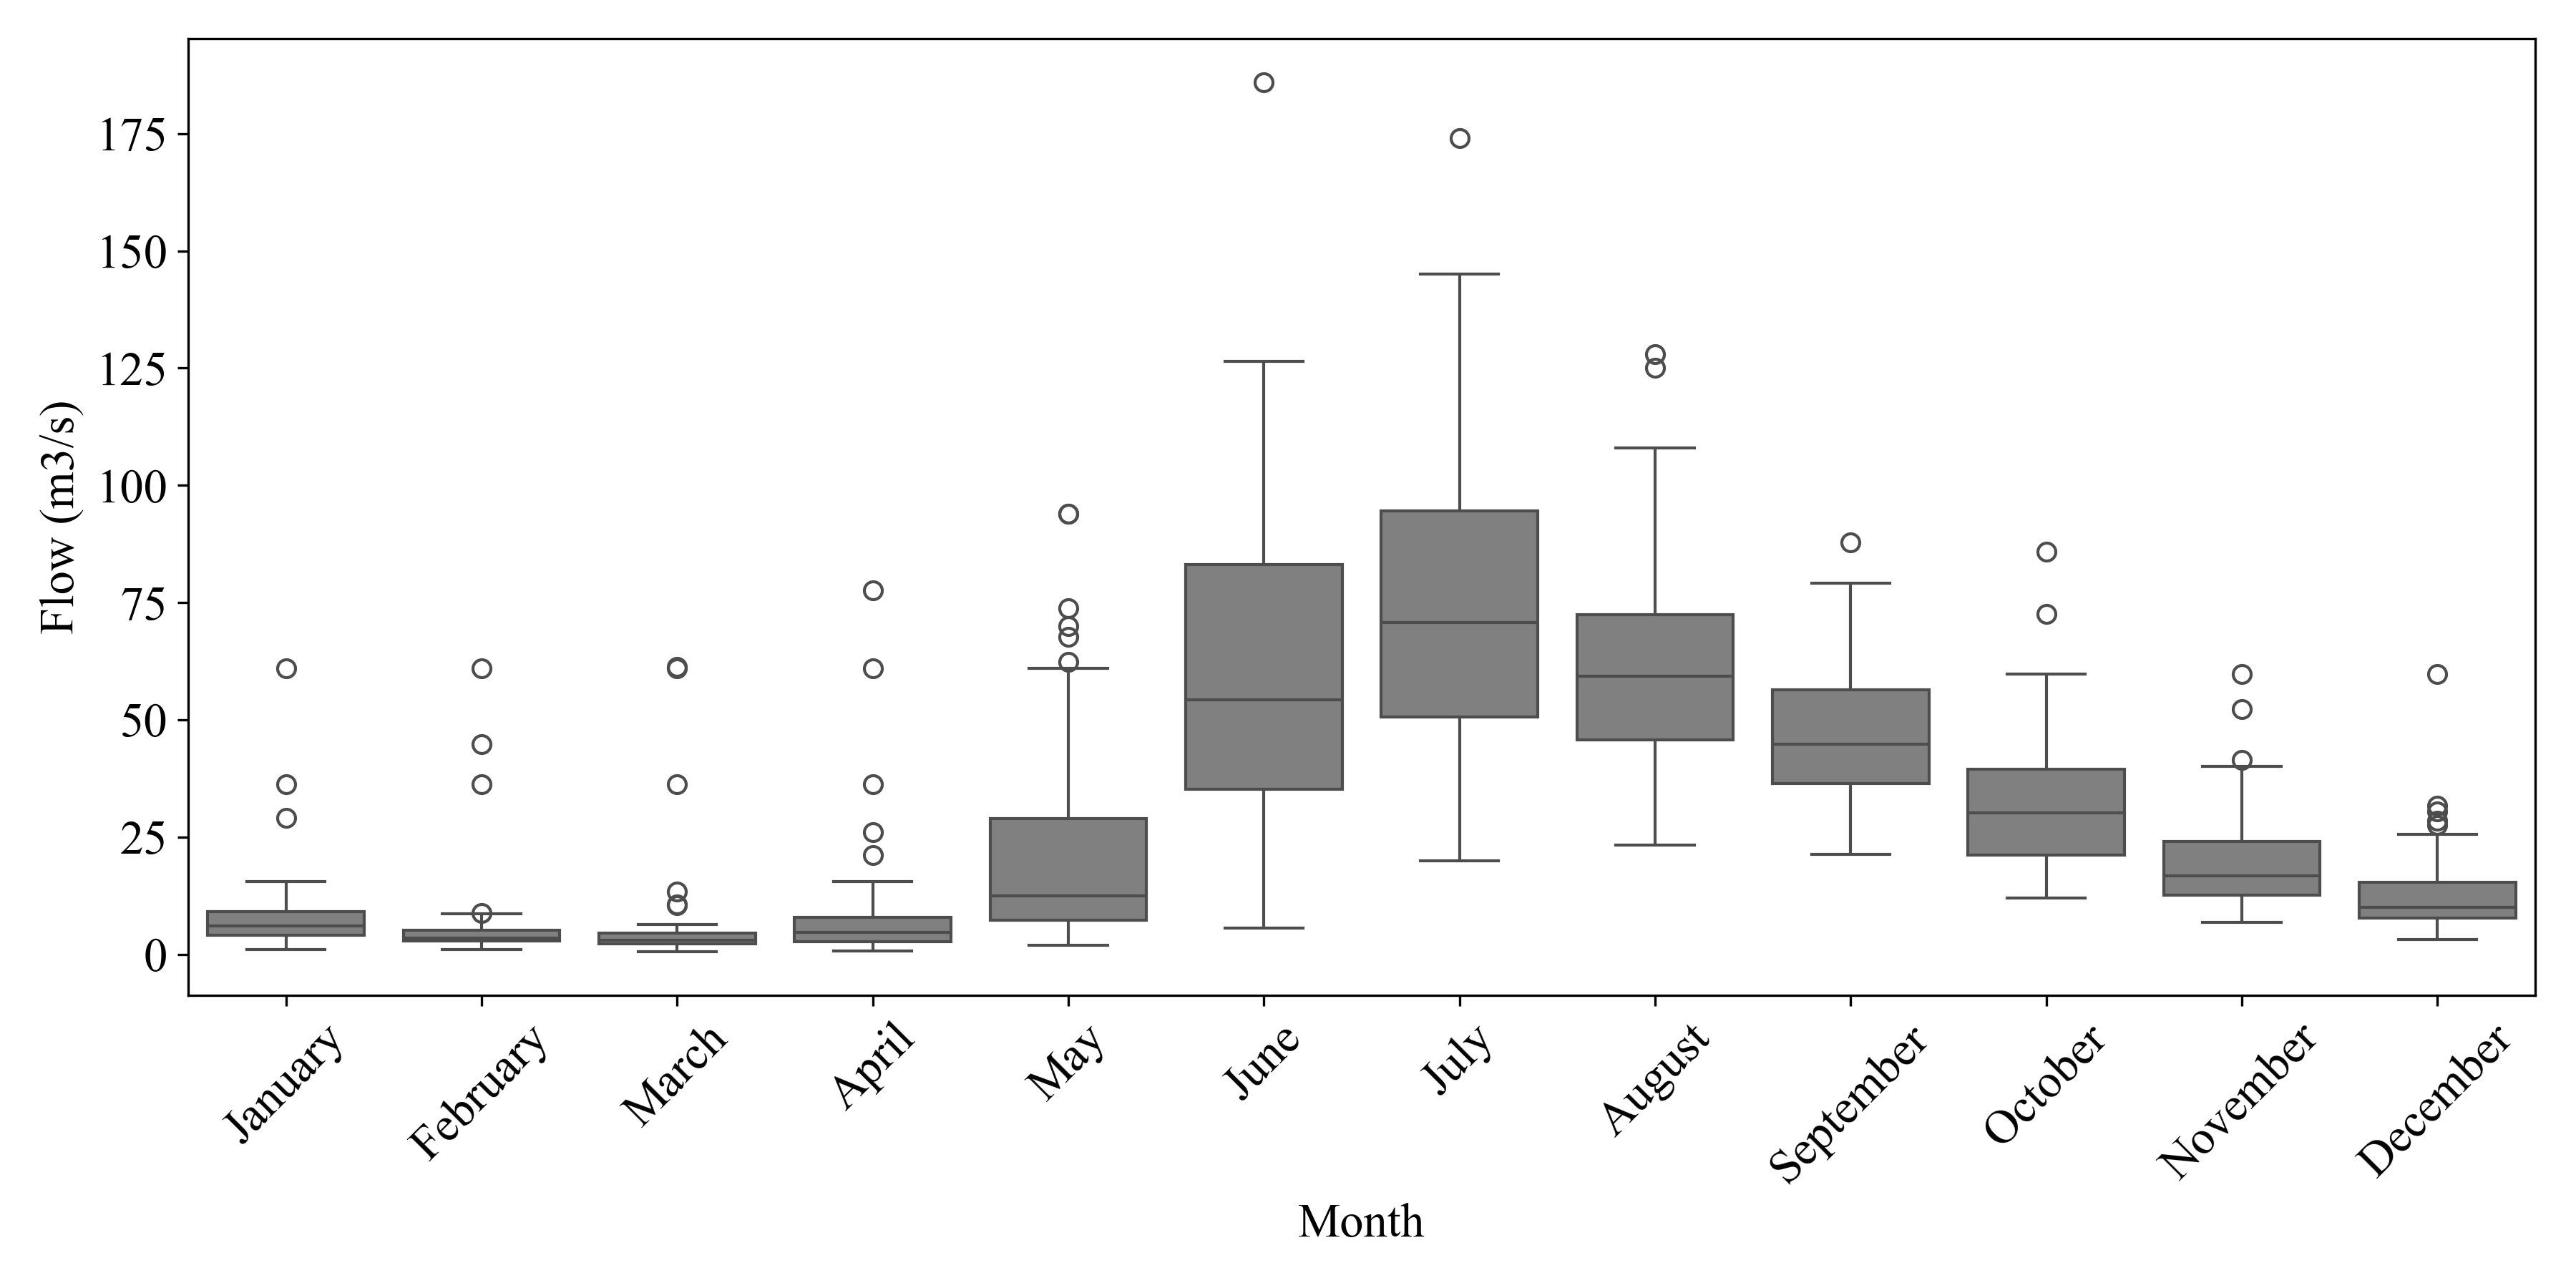 175
150
125
100
75
50
25
0
Flow (m3/s)
January
February
March
April
May
June
July
August
September
October
November
December
Month